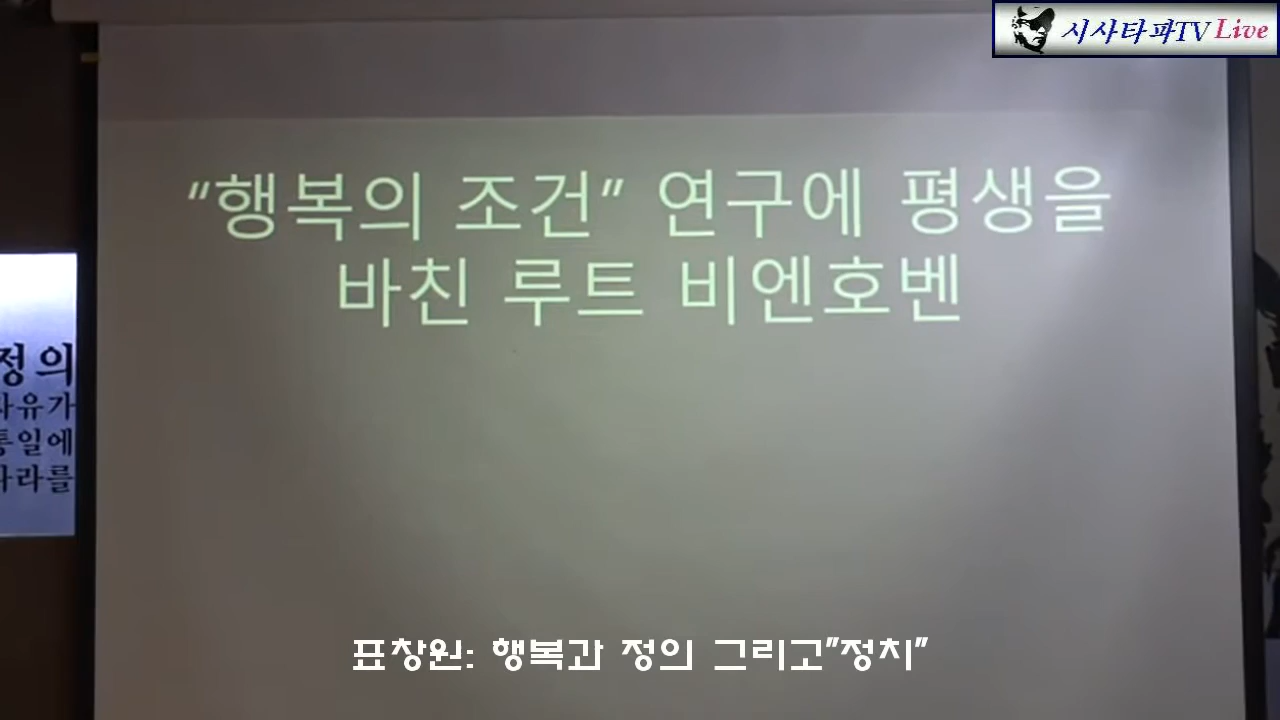 시사타파TV Live
“행복의 조건” 연구에 평생을
바친 루트 비엔호벤
정의
유가
통일에
라를
표창원: 행복과 정의 그리고"정치"